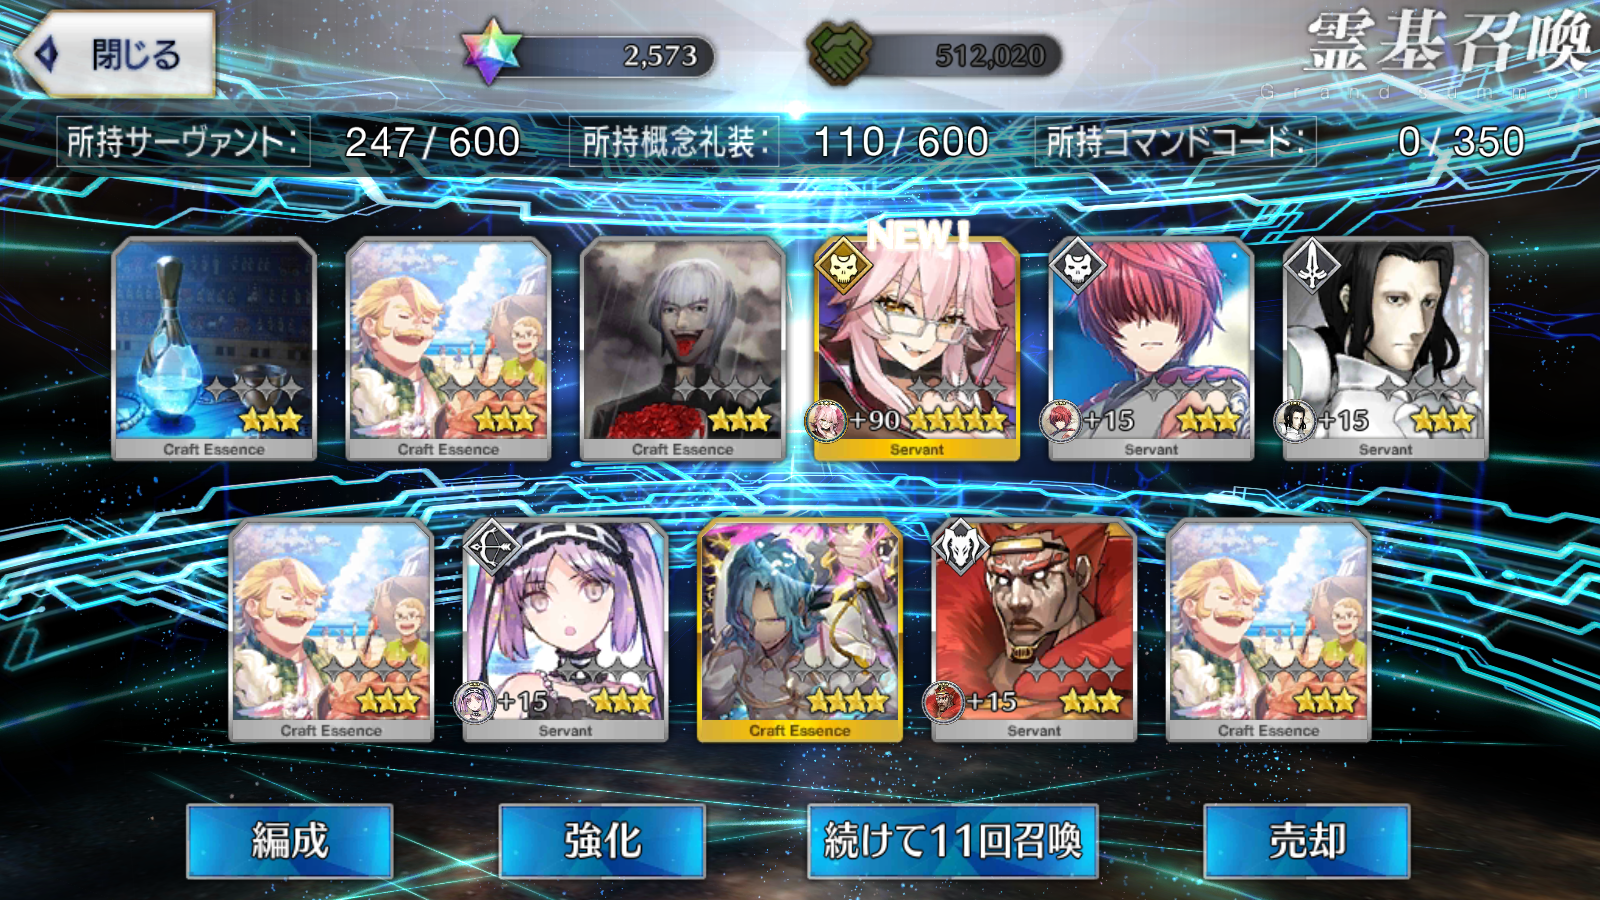 閉じる
2,573
512,020
霊基召喚
Grand summon
所持サーヴァント: 247 / 600
所持概念礼装: 110 / 600
所持コマンドコード: 0 / 350
NEW!
+90
+15
+15
Craft Essence
Craft Essence
Craft Essence
Servant
Servant
Servant
+15
+15
Craft Essence
Servant
Craft Essence
Servant
Craft Essence
編成
強化
続けて11回召喚
売却